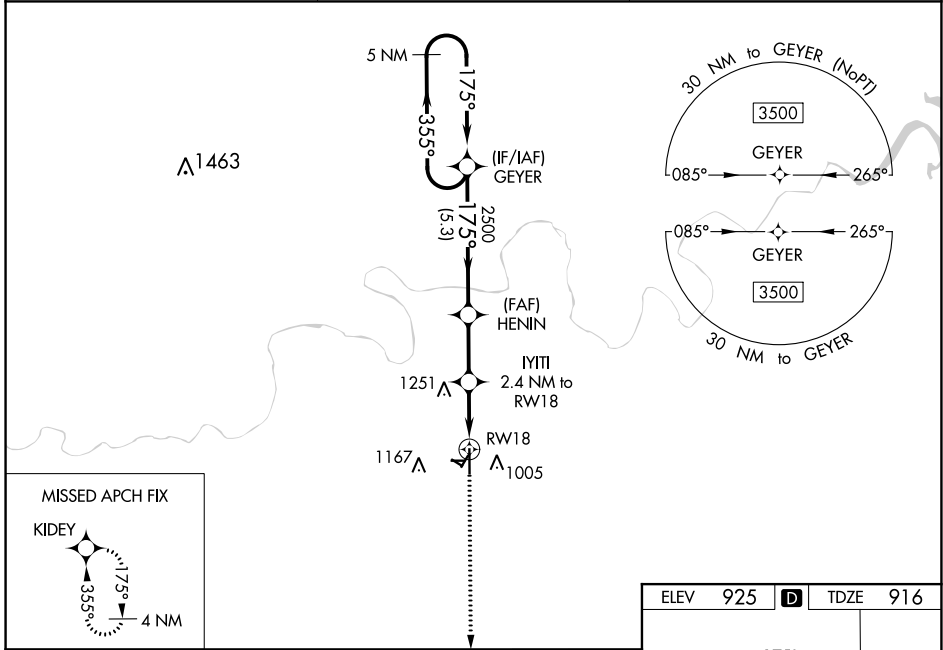 5 NM
175°
355°
1463
(IF/IAF)
GEYER
2500
175°
(5.3)
(FAF)
HENIN
IYITI
2.4 NM to
RW18
1251
RW18
1167
1005
30 NM to GEYER (NoPT)
3500
GEYER
085°
265°
085°
265°
GEYER
3500
30 NM to GEYER
MISSED APCH FIX
KIDEY
175°
355°
4 NM
ELEV 925 D TDZE 916